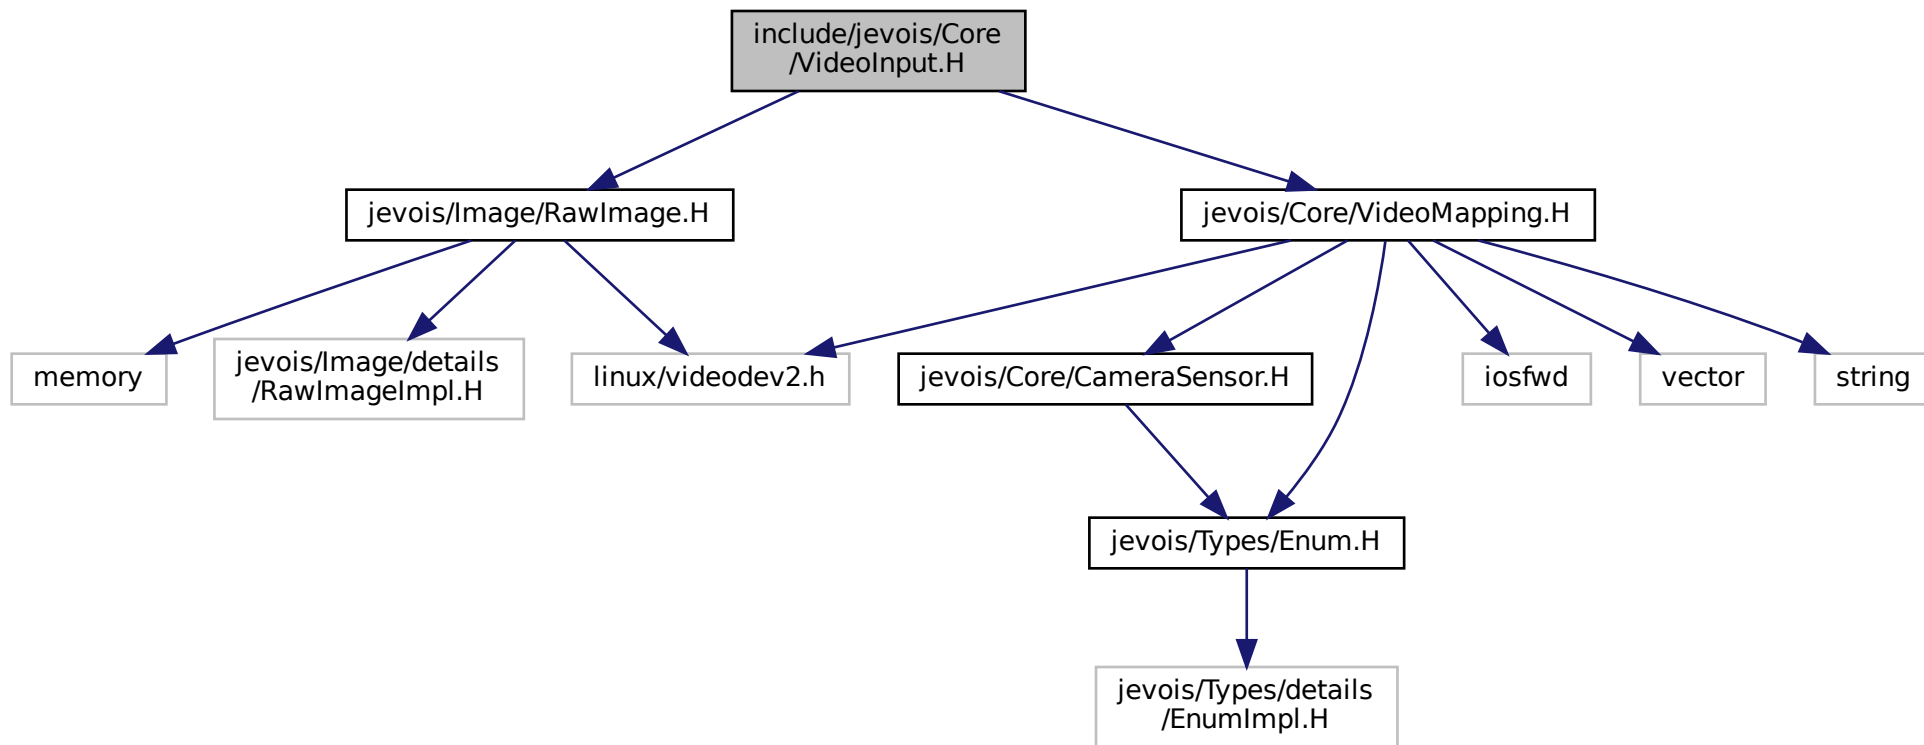 include/jevois/Core
/VideoInput.H
jevois/Image/RawImage.H
jevois/Core/VideoMapping.H
memory
jevois/Image/details
/RawImageImpl.H
linux/videodev2.h
jevois/Core/CameraSensor.H
iosfwd
vector
string
jevois/Types/Enum.H
jevois/Types/details
/EnumImpl.H